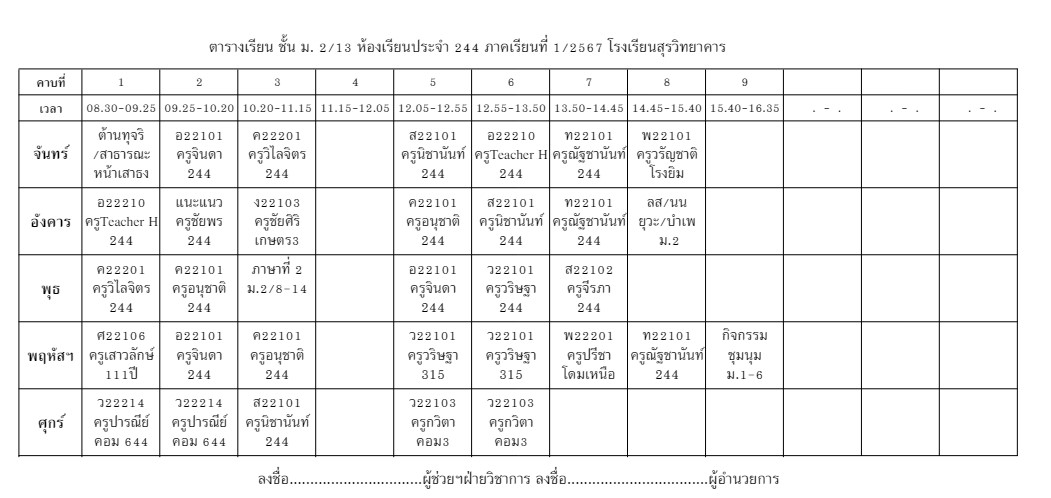 ตารางเรียน ชั้น ม. 2/13 ห้องเรียนประจำ 244 ภาคเรียนที่ 1/2567 โรงเรียนสุรวิทยาคาร
คาบที่ 1 2 3 4 5 6 7 8 9
เวลา 08.30-09.25 09.25-10.20 10.20-11.15 11.15-12.05 12.05-12.55 12.55-13.50 13.50-14.45 14.45-15.40 15.40-16.35 . - . . - . . - .
ต้านทุจริ อ22101 ค22201 ส22101 อ22210 ท22101 พ22101
จันทร์ /สาธารณะ ครูจินดา ครูวิไลจิตร ครูนิชานันท์ ครูTeacher H ครูณัฐชานันท์ ครูวรัญชาติ
หน้าเสาธง 244 244 244 244 244 โรงยิม
อ22210 แนะแนว ง22103 ค22101 ส22101 ท22101 ลส/นน
อังคาร ครูTeacher H ครูชัยพร ครูชัยศิริ ครูอนุชาติ ครูนิชานันท์ ครูณัฐชานันท์ ยุวะ/บำเพ
244 244 เกษตร3 244 244 244 ม.2
ค22201 ค22101 ภาษาที่ 2 อ22101 ว22101 ส22102
พุธ ครูวิไลจิตร ครูอนุชาติ ม.2/8-14 ครูจินดา ครูวริษฐา ครูจีรภา
244 244 244 244 244
ศ22106 อ22101 ค22101 ว22101 ว22101 พ22201 ท22101 กิจกรรม
พฤหัสฯ ครูเสาวลักษ์ ครูจินดา ครูอนุชาติ ครูวริษฐา ครูวริษฐา ครูปรีชา ครูณัฐชานันท์ ชุมนุม
111ปี 244 244 315 315 โดมเหนือ 244 ม.1-6
ว22214 ว22214 ส22101 ว22103 ว22103
ศุกร์ ครูปารณีย์ ครูปารณีย์ ครูนิชานันท์ ครูกวิตา ครูกวิตา
คอม 644 คอม 644 244 คอม3 คอม3
ลงชื่อ................................ผู้ช่วยฯฝ่ายวิชาการ ลงชื่อ..................................ผู้อำนวยการ